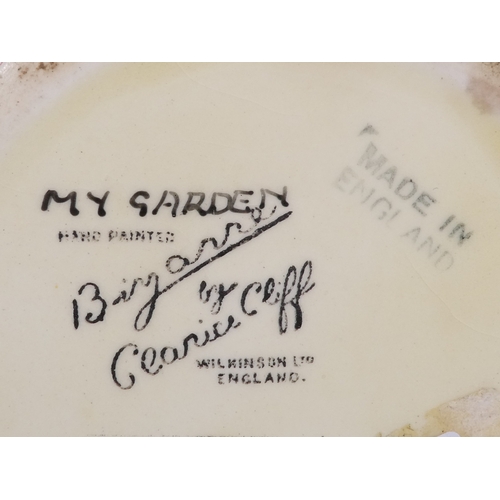 MY GARDEN
HAND PAINTED
Bizarre
by
Clarice Cliff
WILKINSON LTD
ENGLAND.
MADE IN
ENGLAND